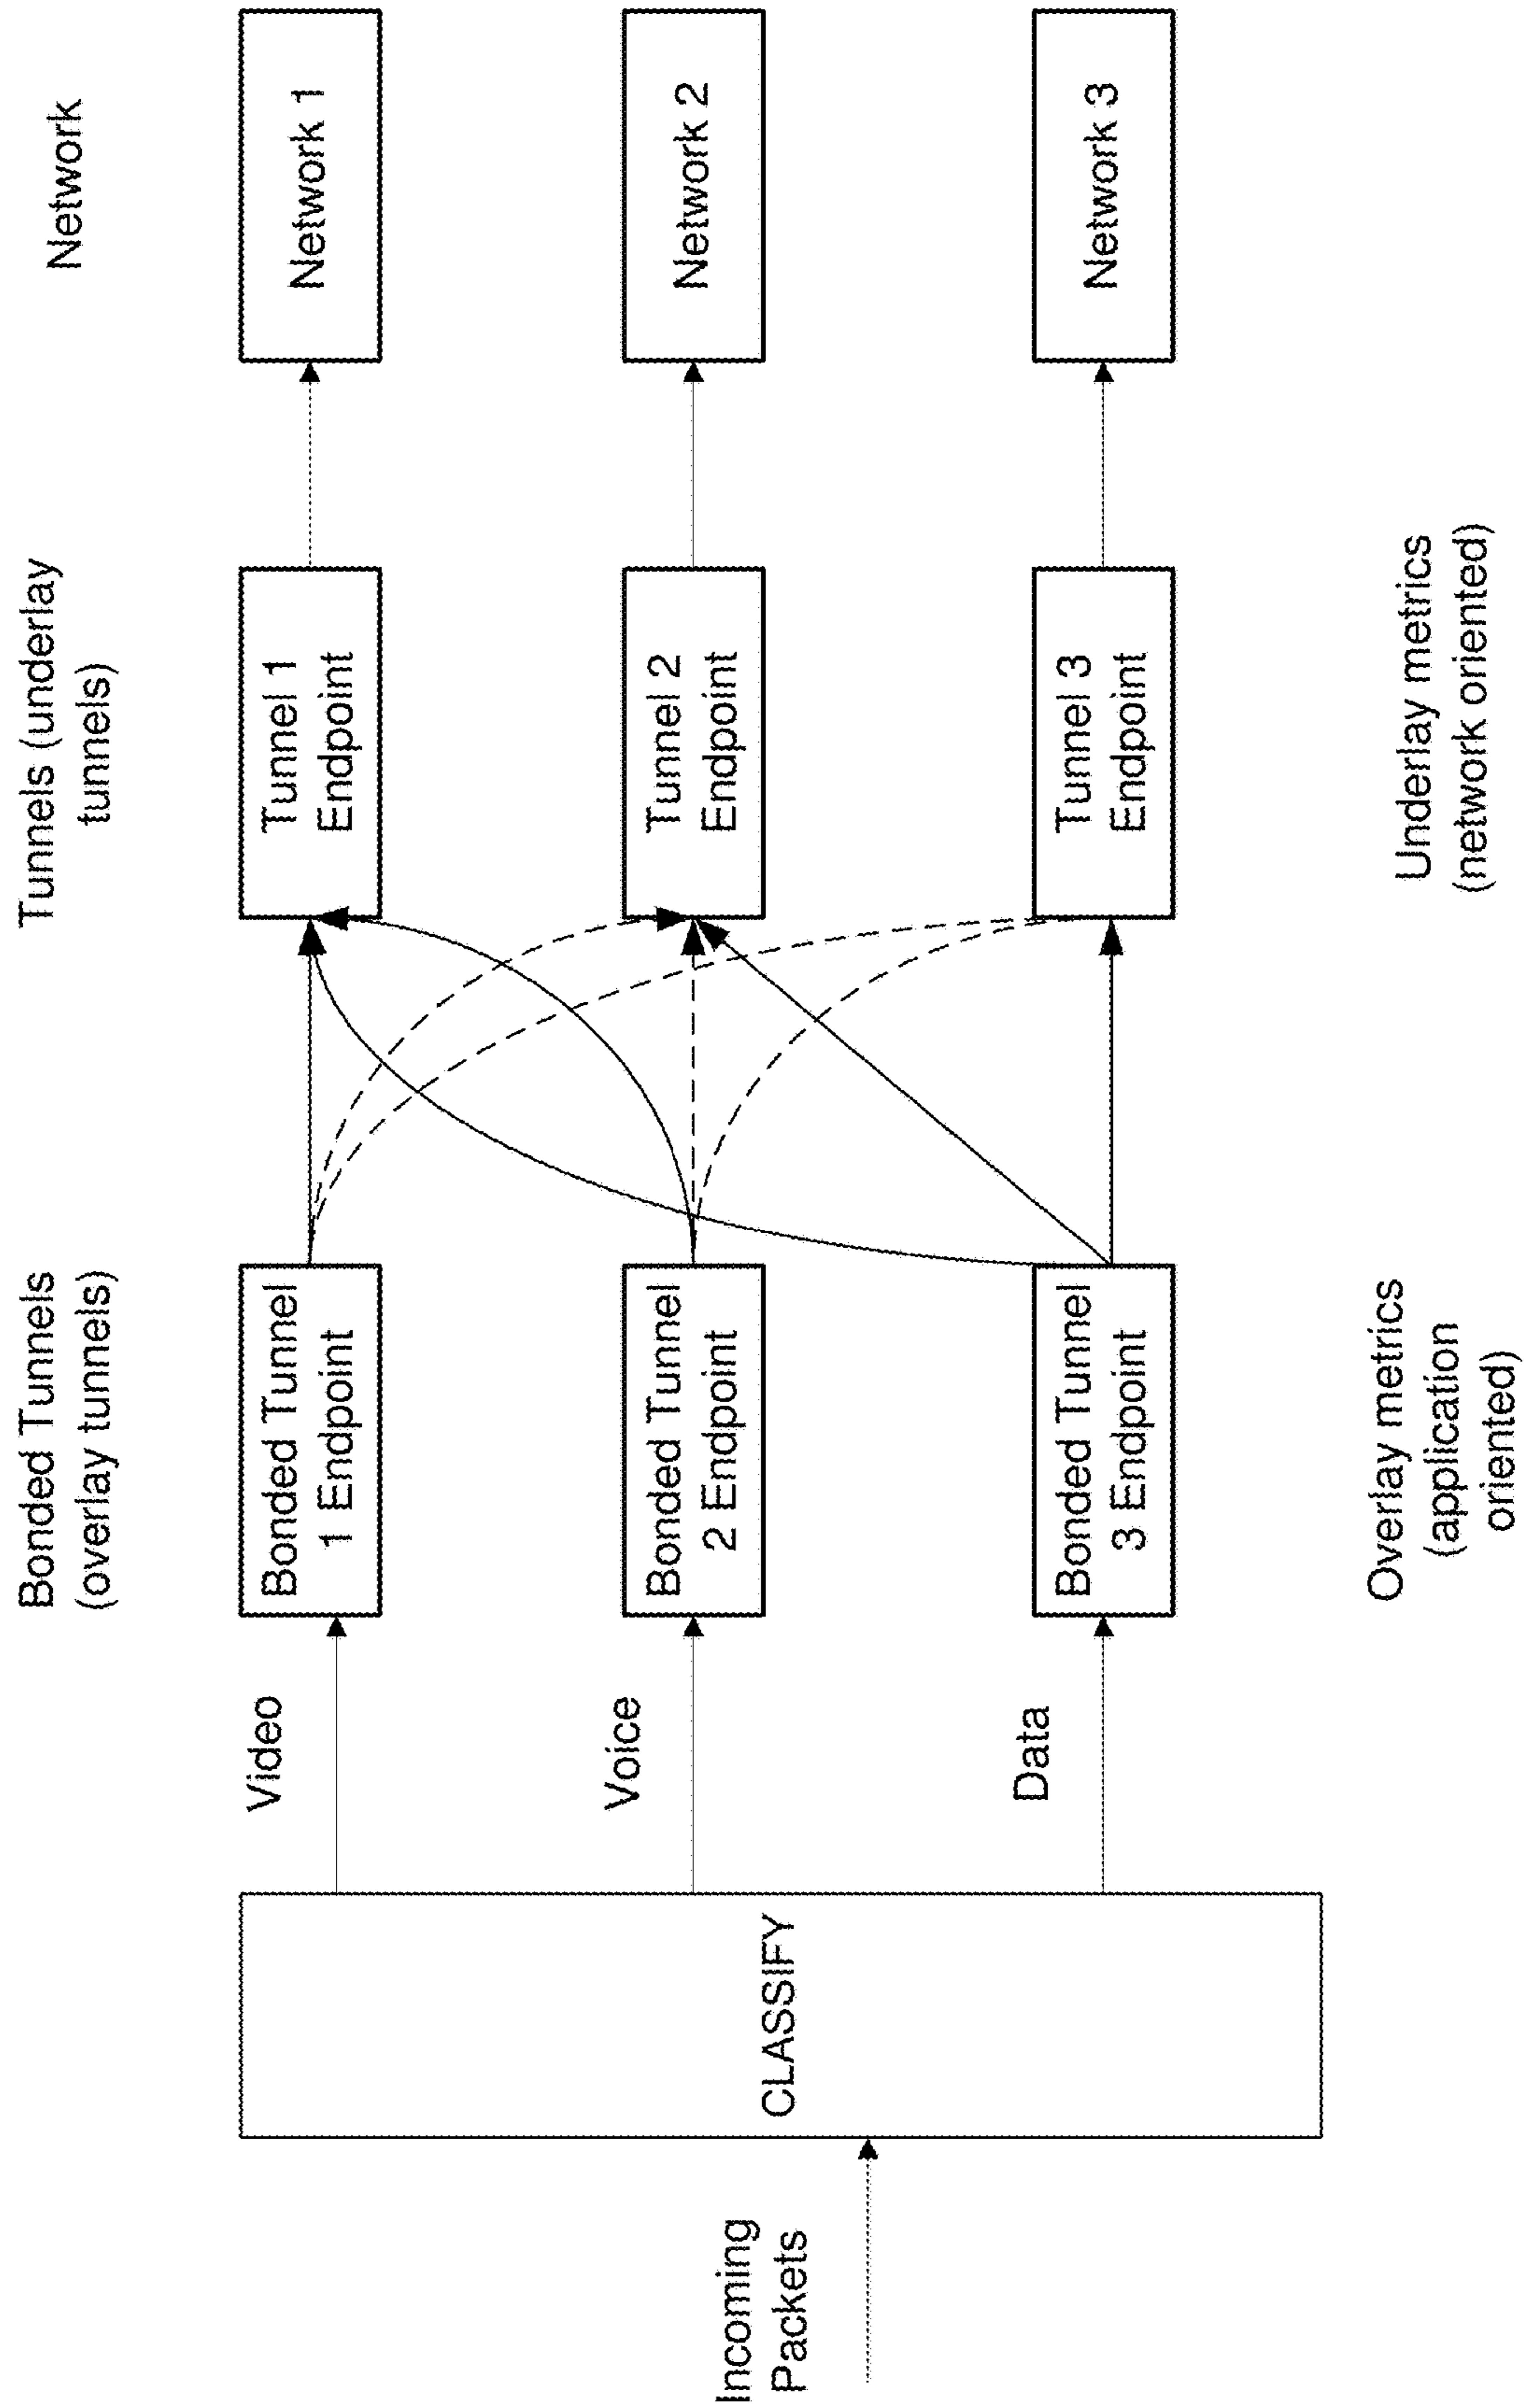 Bonded Tunnels
(overlay tunnels)
Tunnels (underlay
tunnels)
Network
Incoming
Packets
CLASSIFY
Video
Bonded Tunnel
1 Endpoint
Tunnel 1
Endpoint
Network 1
Voice
Bonded Tunnel
2 Endpoint
Tunnel 2
Endpoint
Network 2
Data
Bonded Tunnel
3 Endpoint
Tunnel 3
Endpoint
Network 3
Overlay metrics
(application
oriented)
Underlay metrics
(network oriented)